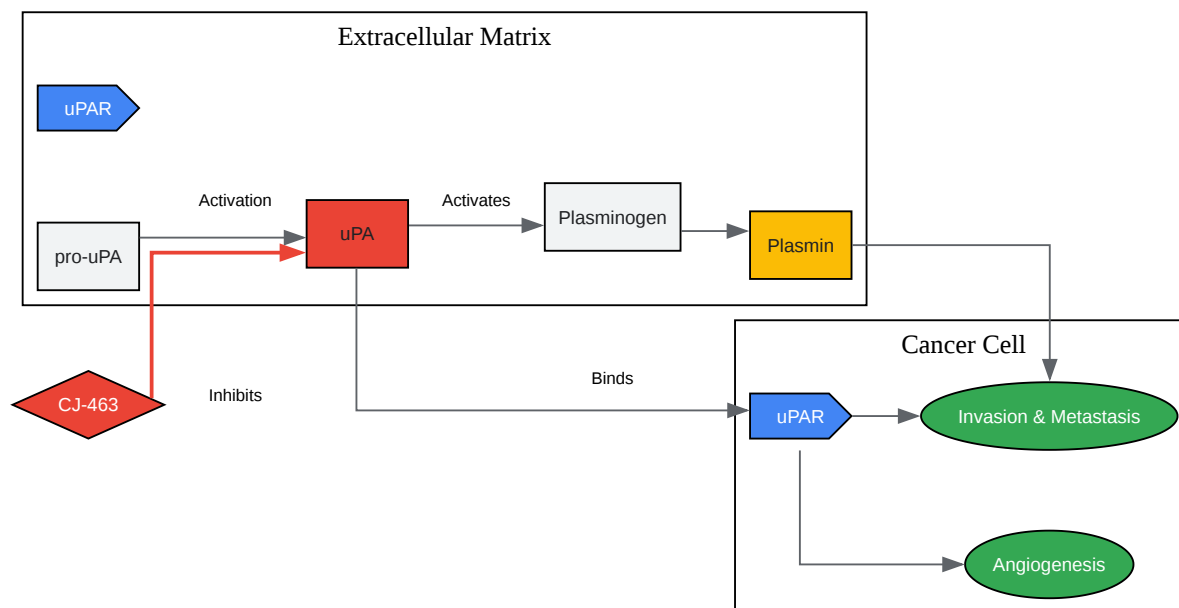 Extracellular Matrix
uPAR
Activation
Activates
pro-uPA
uPA
Plasminogen
Plasmin
CJ-463
Inhibits
Binds
Cancer Cell
uPAR
Invasion & Metastasis
Angiogenesis